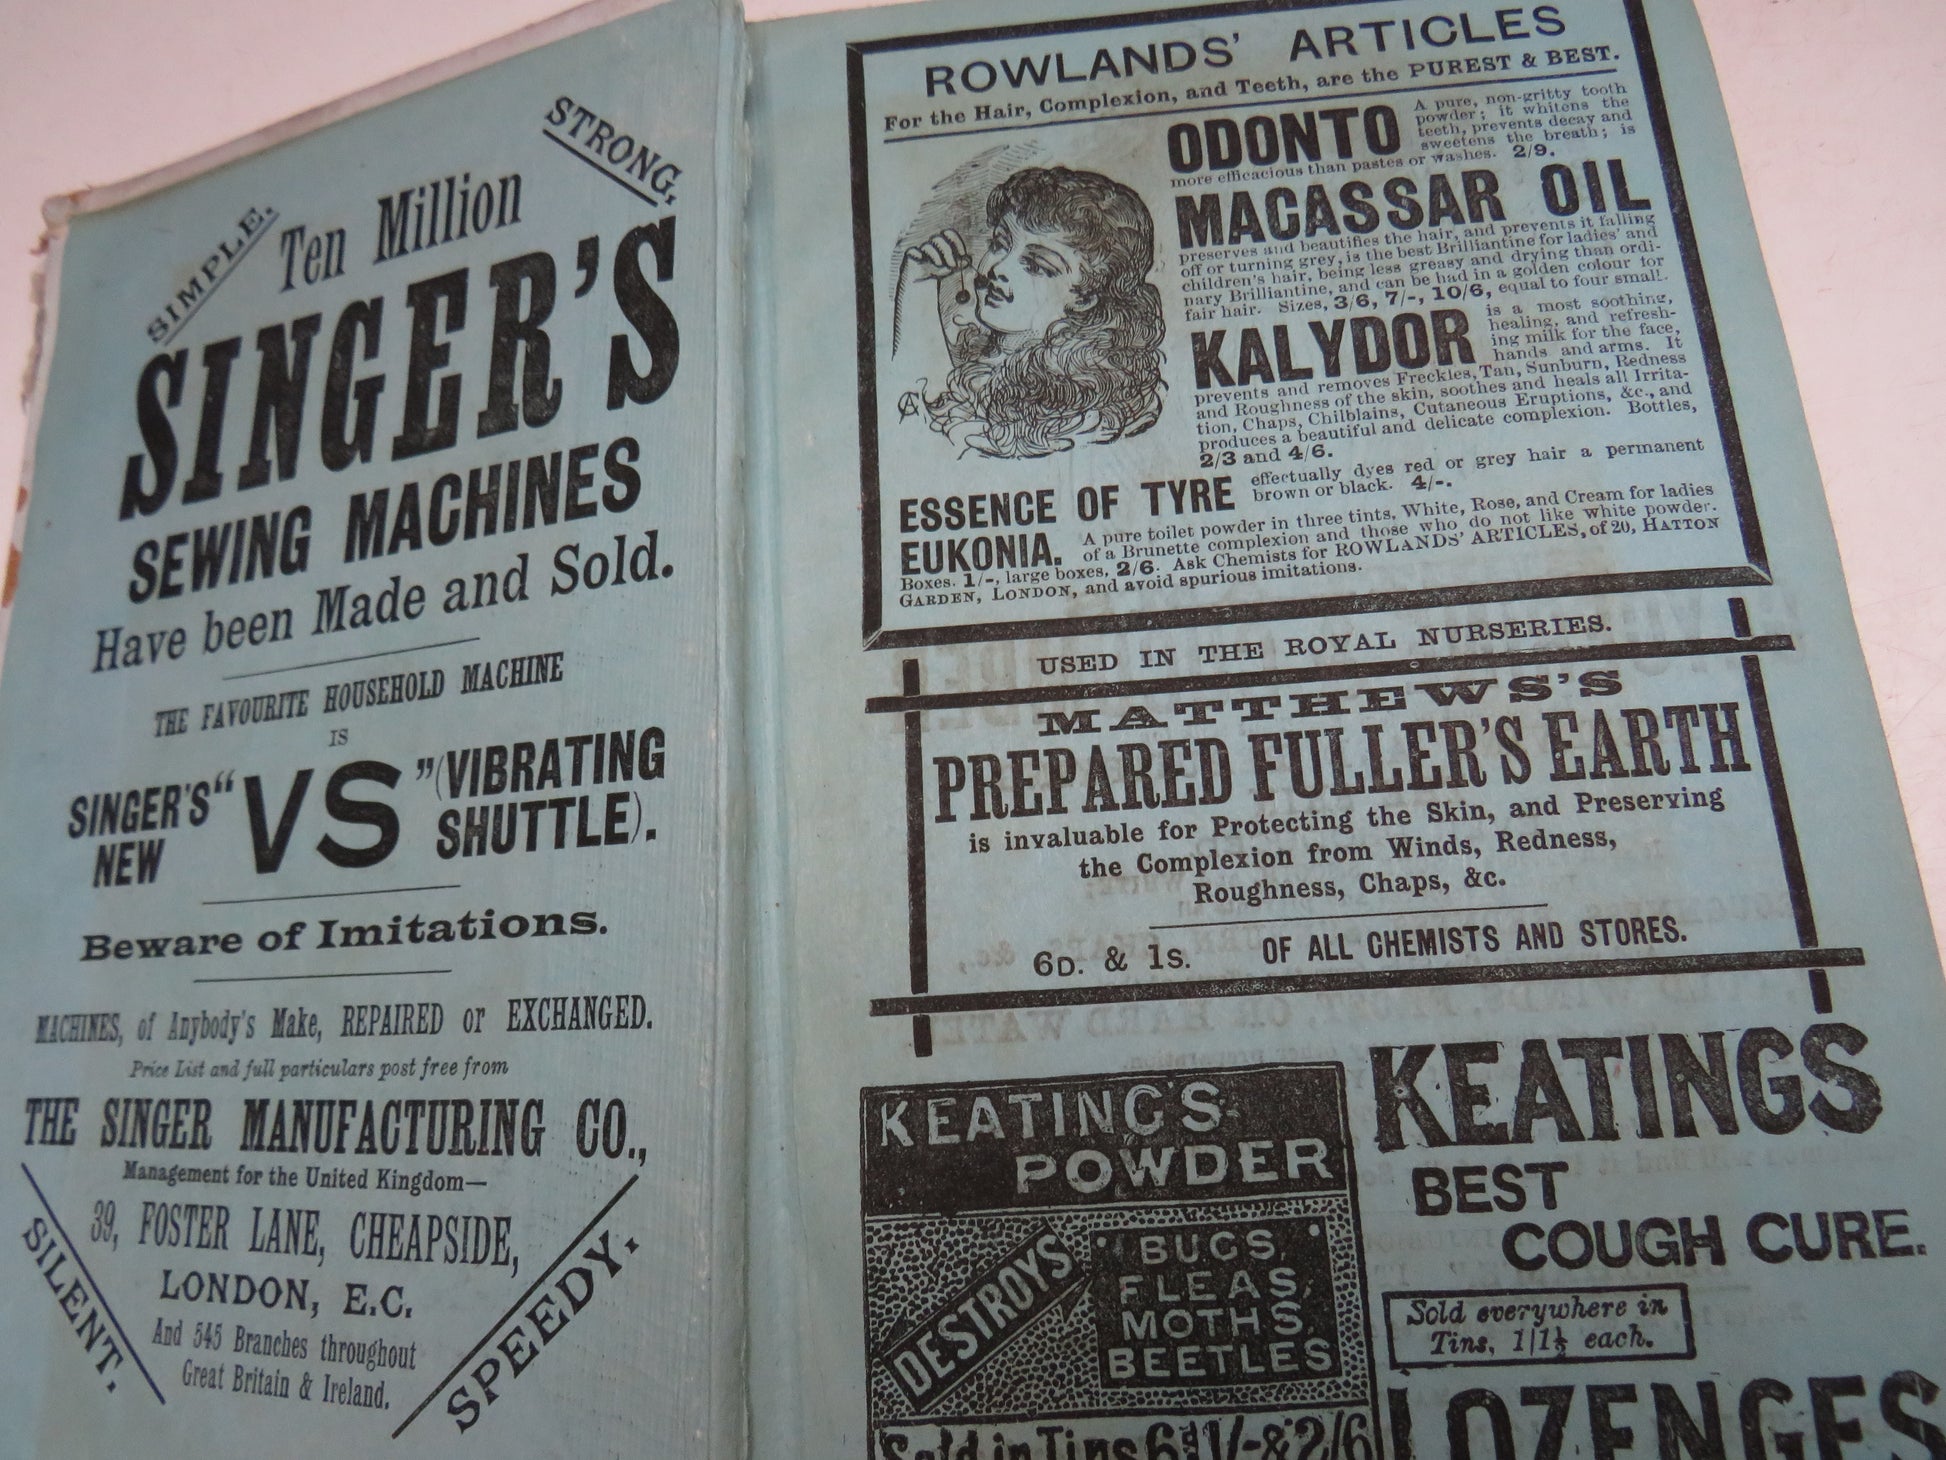 SIMPLE.
STRONG,
Ten Million
SINGER'S
SEWING MACHINES
Have been Made and Sold.
THE FAVOURITE HOUSEHOLD MACHINE
IS
SINGER'S NEW "VS" (VIBRATING SHUTTLE).
Beware of Imitations.
MACHINES, of Anybody's Make, REPAIRED or EXCHANGED.
Price List and full particulars post free from
THE SINGER MANUFACTURING CO.,
Management for the United Kingdom—
39, FOSTER LANE, CHEAPSIDE,
LONDON, E.C.
And 545 Branches throughout
Great Britain & Ireland.
SILENT.
SPEEDY.
ROWLANDS' ARTICLES
For the Hair, Complexion, and Teeth, are the PUREST & BEST.
ODONTO
A pure, non-gritty tooth
powder; it whitens the
teeth, prevents decay and
sweetens the breath; is
more efficacious than pastes or washes. 2/9.
MACASSAR OIL
preserves and beautifies the hair, and prevents it falling
off or turning grey, is the best Brilliantine for ladies' and
children's hair, being less greasy and drying than ordi-
nary Brilliantine, and can be had in a golden colour for
fair hair. Sizes, 3/6, 7/-, 10/6, equal to four small.
KALYDOR
is a most soothing,
healing, and refresh-
ing milk for the face,
hands and arms. It
prevents and removes Freckles, Tan, Sunburn, Redness
and Roughness of the skin, soothes and heals all Irrita-
tion, Chaps, Chilblains, Cutaneous Eruptions, &c., and
produces a beautiful and delicate complexion. Bottles,
2/3 and 4/6.
ESSENCE OF TYRE
effectually dyes red or grey hair a permanent
brown or black. 4/-.
EUKONIA.
A pure toilet powder in three tints, White, Rose, and Cream for ladies
of a Brunette complexion and those who do not like white powder.
Boxes. 1/-, large boxes, 2/6. Ask Chemists for ROWLANDS' ARTICLES, of 20, HATTON
GARDEN, LONDON, and avoid spurious imitations.
USED IN THE ROYAL NURSERIES.
MATTHEWS'S
PREPARED FULLER'S EARTH
is invaluable for Protecting the Skin, and Preserving
the Complexion from Winds, Redness,
Roughness, Chaps, &c.
6D. & 1S. OF ALL CHEMISTS AND STORES.
KEATING'S
POWDER
DESTROYS
BUGS,
FLEAS,
MOTHS,
BEETLES
Sold in Tins 6d 1/- & 2/6
KEATINGS
BEST
COUGH CURE.
Sold everywhere in
Tins, 1/1½ each.
LOZENGES